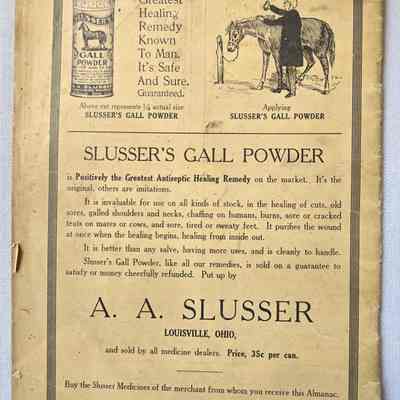 Greatest
Healing
Remedy
Known
To Man.
It's Safe
And Sure.
Guaranteed.
SLUSSER'S
GALL
POWDER
Above cut represents ¼ actual size
SLUSSER'S GALL POWDER
Applying
SLUSSER'S GALL POWDER
SLUSSER'S GALL POWDER
is Positively the Greatest Antiseptic Healing Remedy on the market. It's the
original, others are imitations.
It is invaluable for use on all kinds of stock, in the healing of cuts, old
sores, galled shoulders and necks, chaffing on humans, burns, sore or cracked
teats on mares or cows, and sore, tired or sweaty feet. It purifies the wound
at once when the healing begins, healing from inside out.
It is better than any salve, having more uses, and is cleanly to handle.
Slusser's Gall Powder, like all our remedies, is sold on a guarantee to
satisfy or money cheerfully refunded. Put up by
A. A. SLUSSER
LOUISVILLE, OHIO,
and sold by all medicine dealers. Price, 35c per can.
Buy the Slusser Medicines of the merchant from whom you receive this Almanac.